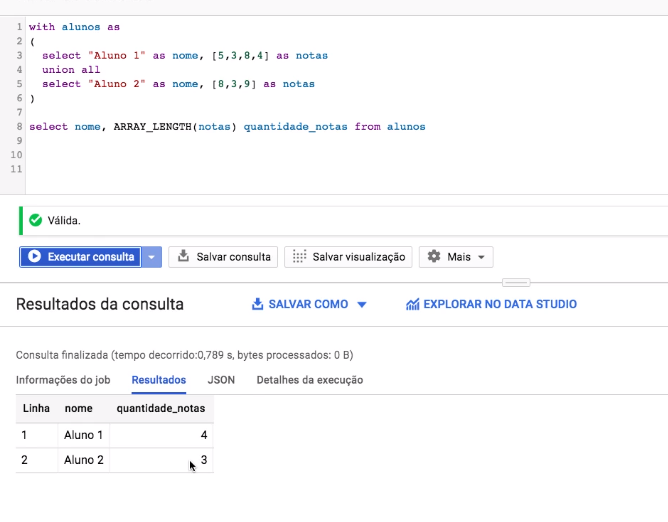 1 with alunos as
2 (
3 select "Aluno 1" as nome, [5,3,8,4] as notas
4 union all
5 select "Aluno 2" as nome, [8,3,9] as notas
6 )
7
8 select nome, ARRAY_LENGTH(notas) quantidade_notas from alunos
9
10
11
Válida.
Executar consulta Salvar consulta Salvar visualização Mais
Resultados da consulta SALVAR COMO EXPLORAR NO DATA STUDIO
Consulta finalizada (tempo decorrido:0,789 s, bytes processados: 0 B)
Informações do job Resultados JSON Detalhes da execução
Linha nome quantidade_notas
1 Aluno 1 4
2 Aluno 2 3